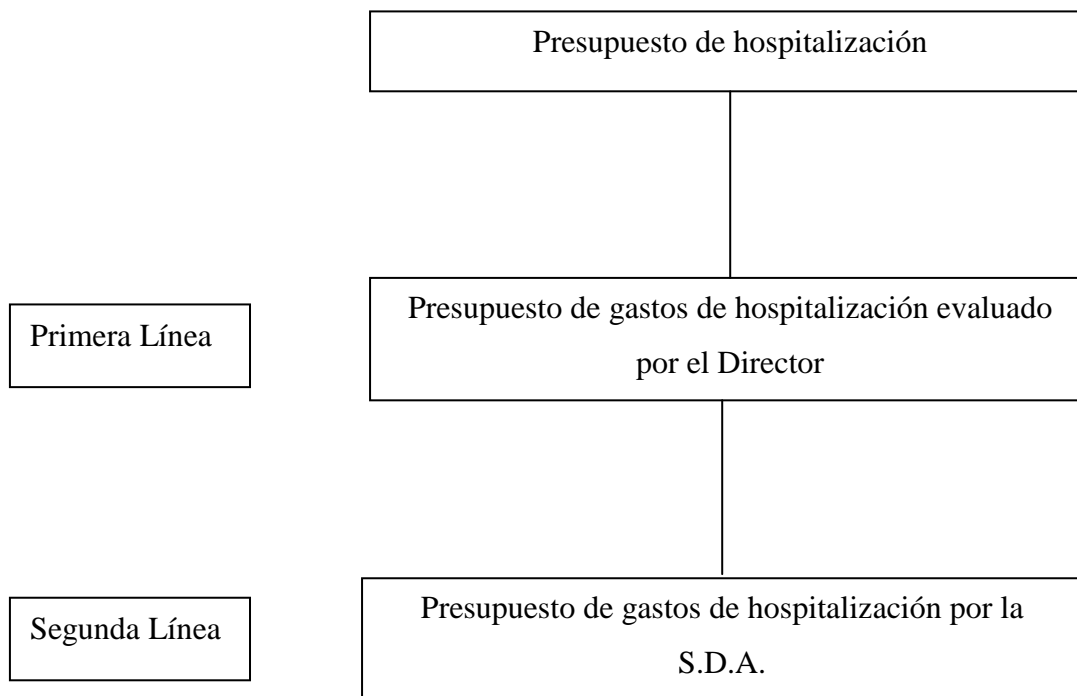 Presupuesto de hospitalización
Primera Línea
Presupuesto de gastos de hospitalización evaluado
por el Director
Segunda Línea
Presupuesto de gastos de hospitalización por la
S.D.A.